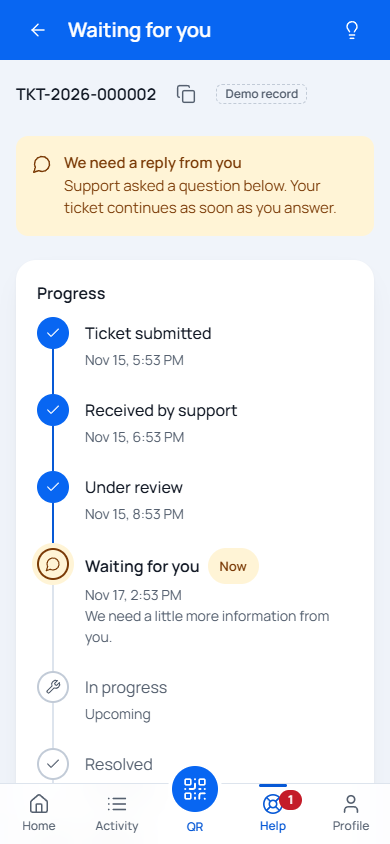 Waiting for you
TKT-2026-000002
Demo record
We need a reply from you
Support asked a question below. Your
ticket continues as soon as you answer.
Progress
Ticket submitted
Nov 15, 5:53 PM
Received by support
Nov 15, 6:53 PM
Under review
Nov 15, 8:53 PM
Waiting for you
Now
Nov 17, 2:53 PM
We need a little more information from
you.
In progress
Upcoming
Resolved
1
Home
Activity
QR
Help
Profile